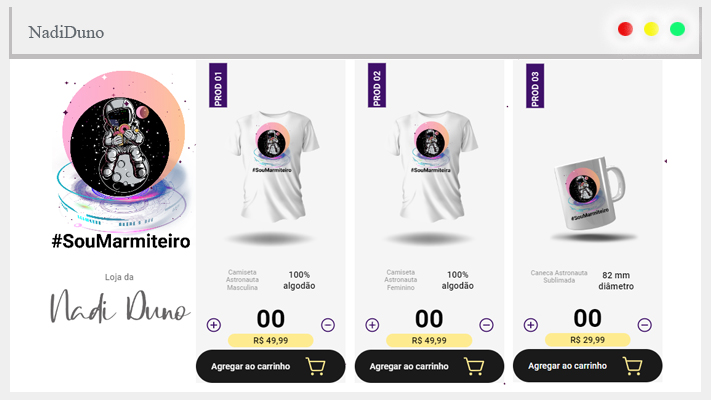 NadiDuno
#SouMarmiteiro
Loja da
Nadi Duno
PROD 01
#SouMarmiteiro
Camiseta
Astronauta
Masculina
100%
algodão
00
R$ 49,99
Agregar ao carrinho
PROD 02
#SouMarmiteiro
Camiseta
Astronauta
Feminino
100%
algodão
00
R$ 49,99
Agregar ao carrinho
PROD 03
#SouMarmiteiro
Caneca Astronauta
Sublimada
82 mm
diâmetro
00
R$ 29,99
Agregar ao carrinho